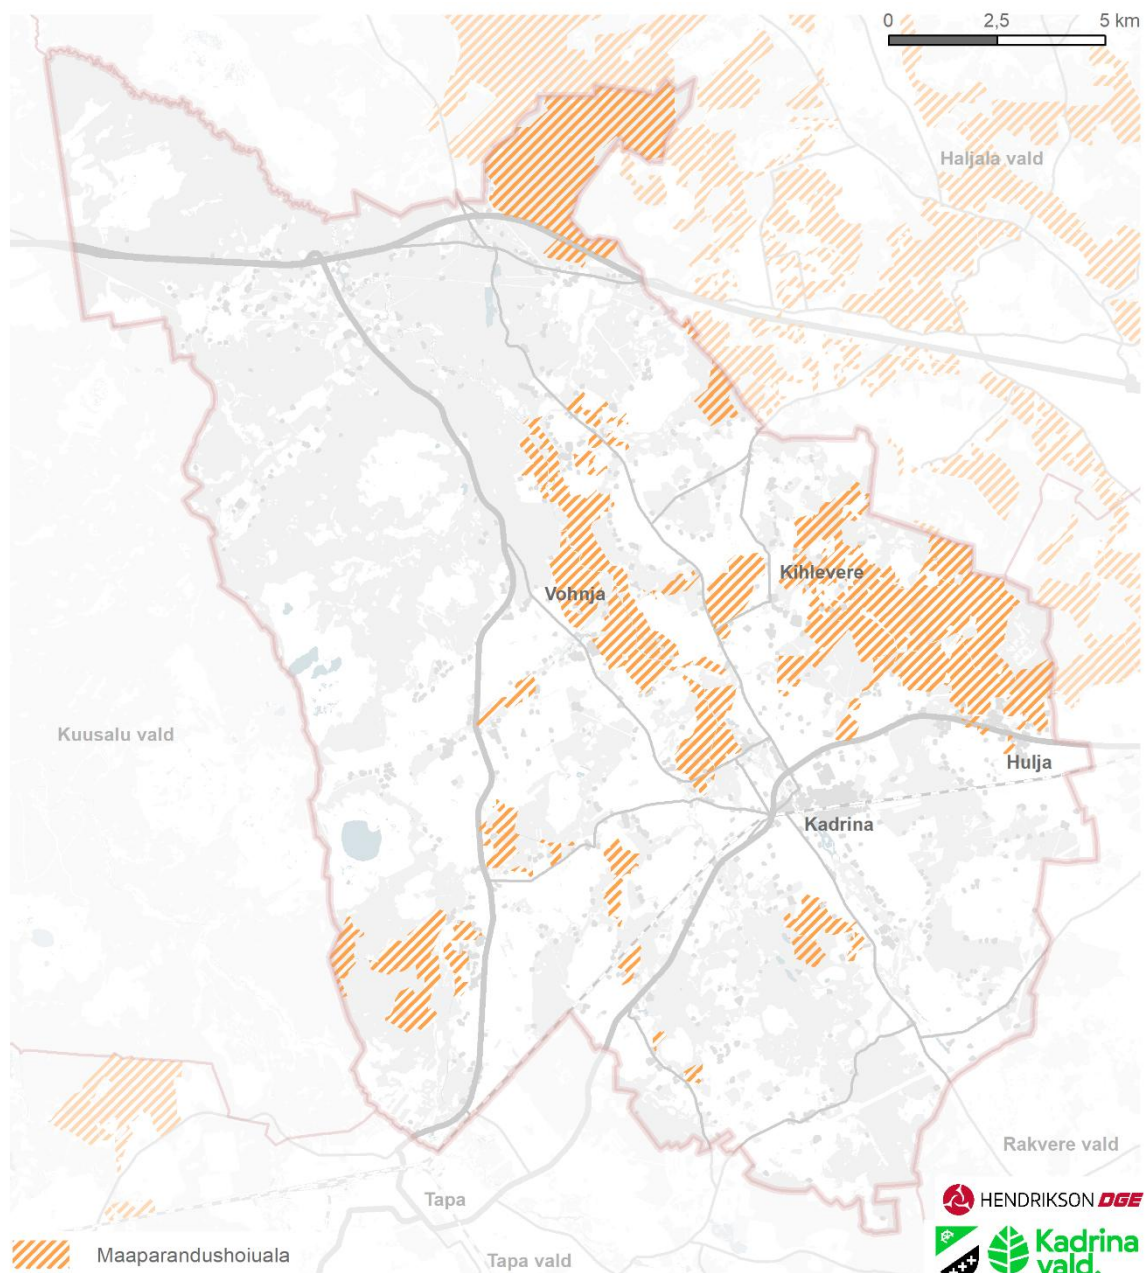 0 2,5 5 km
Haljala vald
Kihlevere
Vohnja
Kuusalu vald
Hulja
Kadrina
Rakvere vald
HENDRIKSON DGE
Tapa
Kadrina
vald.
Maaparandushoiuala
Tapa vald